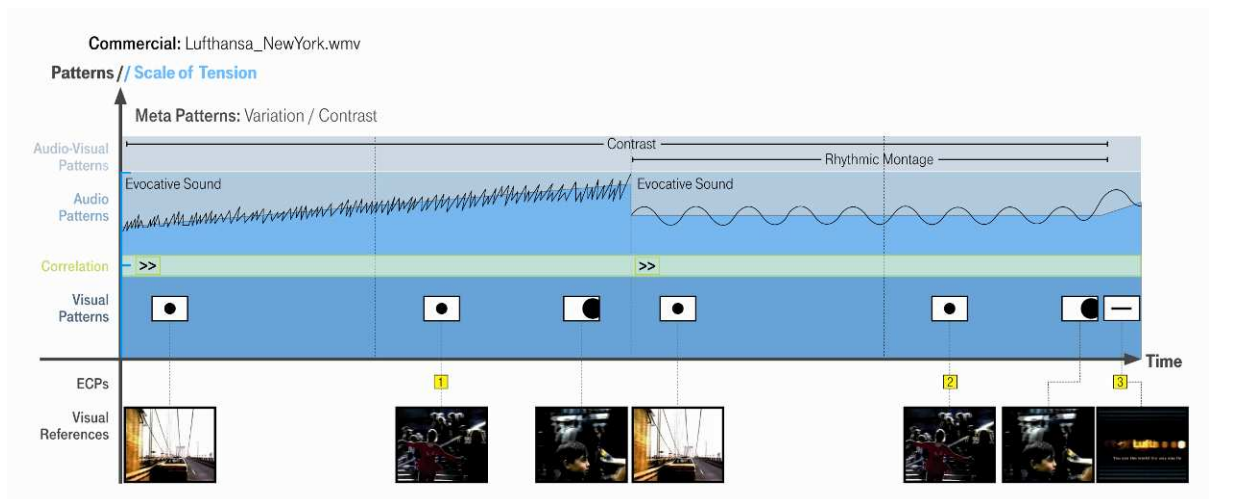 Commercial: Lufthansa_NewYork.wmv
Patterns // Scale of Tension
Meta Patterns: Variation / Contrast
Audio-Visual
Patterns
Contrast
Rhythmic Montage
Audio
Patterns
Evocative Sound
Evocative Sound
Correlation
>>
>>
Visual
Patterns
Time
ECPs
1
2
3
Visual
References